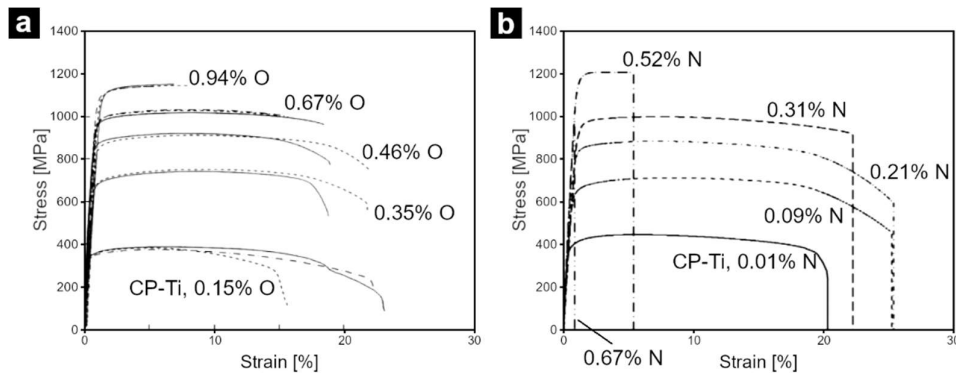 a
1400
1200
1000
800
600
400
200
0
Stress [MPa]
0.94% O
0.67% O
0.46% O
0.35% O
CP-Ti, 0.15% O
0
10
20
30
Strain [%]
b
1400
1200
1000
800
600
400
200
0
Stress [MPa]
0.52% N
0.31% N
0.21% N
0.09% N
CP-Ti, 0.01% N
0.67% N
0
10
20
30
Strain [%]